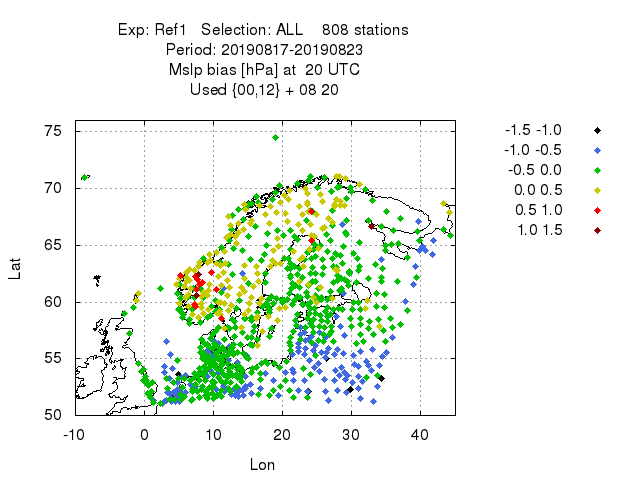 Exp: Ref1 Selection: ALL 808 stations
Period: 20190817-20190823
Mslp bias [hPa] at 20 UTC
Used {00,12} + 08 20
-1.5 -1.0
-1.0 -0.5
-0.5 0.0
0.0 0.5
0.5 1.0
1.0 1.5
75
70
65
60
55
50
Lat
-10 0 10 20 30 40
Lon